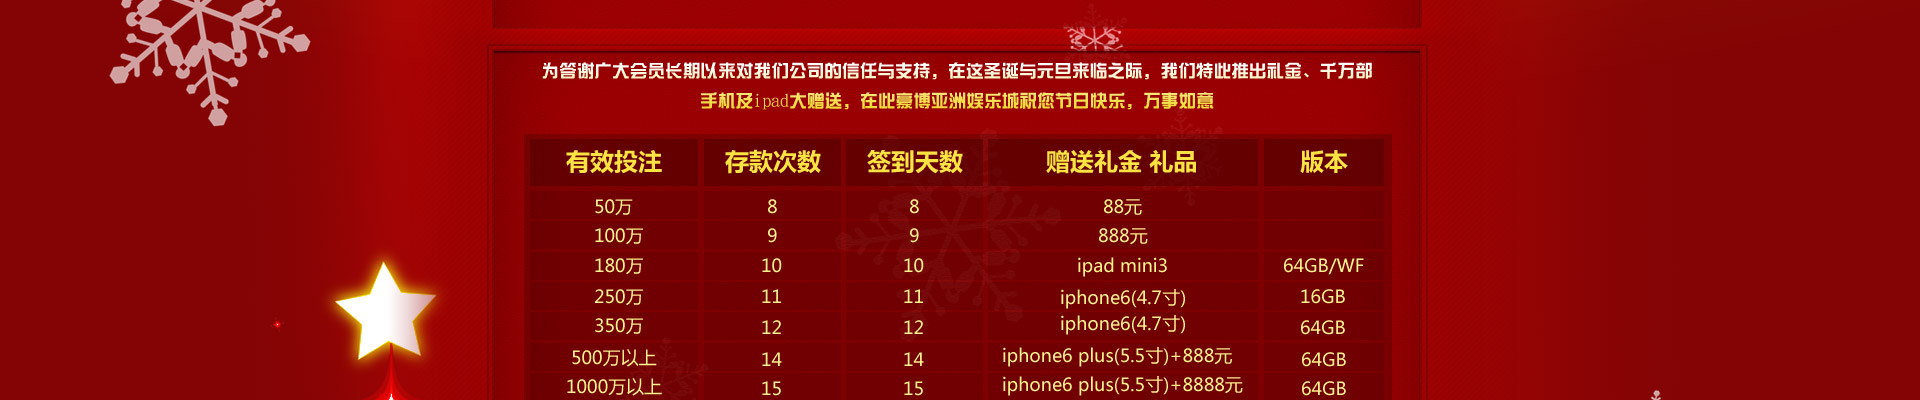 为答谢广大会员长期以来对我们公司的信任与支持，在这圣诞与元旦来临之际，我们特此推出礼金、千万部
手机及ipad大赠送，在此豪博亚洲娱乐城祝您节日快乐，万事如意
有效投注 存款次数 签到天数 赠送礼金 礼品 版本
50万 8 8 88元
100万 9 9 888元
180万 10 10 ipad mini3 64GB/WF
250万 11 11 iphone6(4.7寸) 16GB
350万 12 12 iphone6(4.7寸) 64GB
500万以上 14 14 iphone6 plus(5.5寸)+888元 64GB
1000万以上 15 15 iphone6 plus(5.5寸)+8888元 64GB